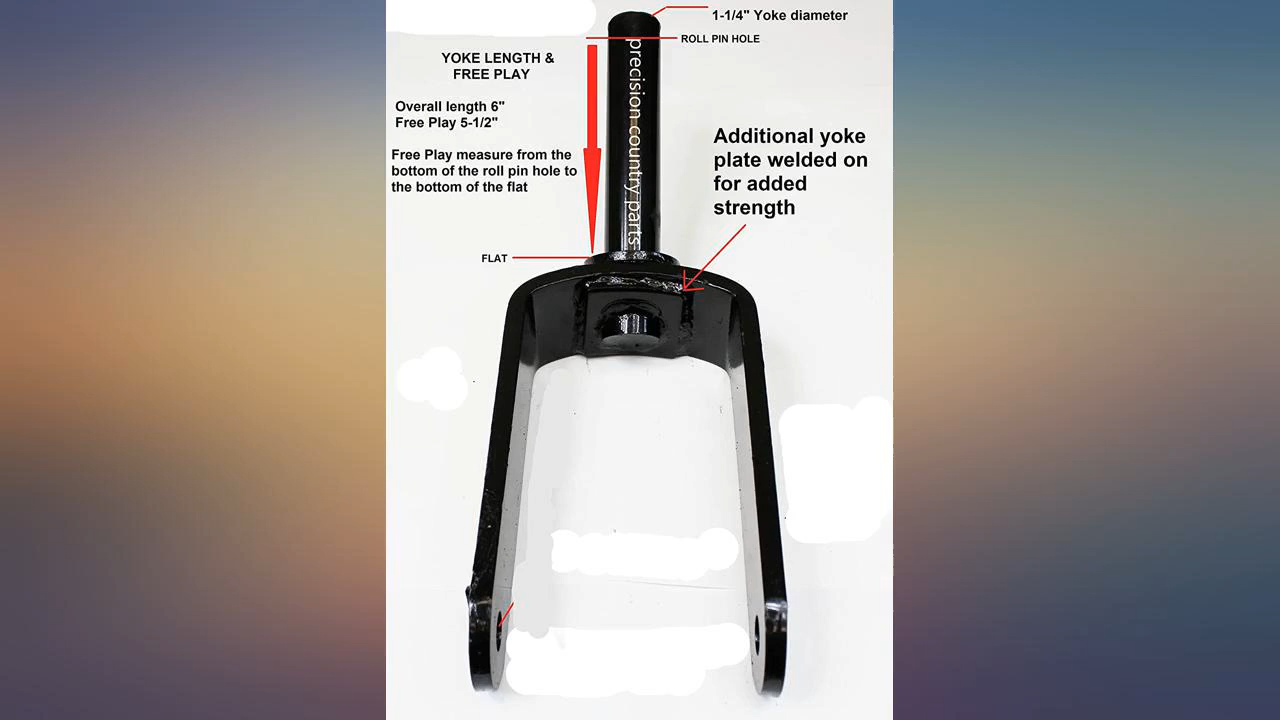 1-1/4" Yoke diameter
ROLL PIN HOLE
YOKE LENGTH &
FREE PLAY
Overall length 6"
Free Play 5-1/2"
Free Play measure from the
bottom of the roll pin hole to
the bottom of the flat
precision country parts
Additional yoke
plate welded on
for added
strength
FLAT